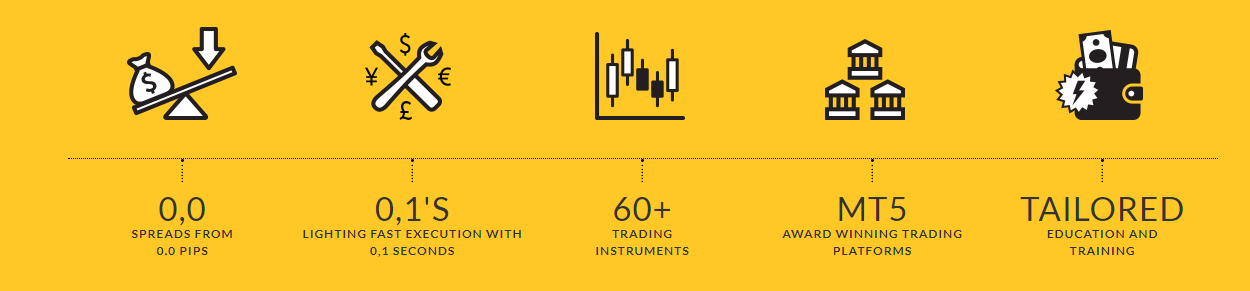 0,0
SPREADS FROM
0.0 PIPS
0,1'S
LIGHTING FAST EXECUTION WITH
0,1 SECONDS
60+
TRADING
INSTRUMENTS
MT5
AWARD WINNING TRADING
PLATFORMS
TAILORED
EDUCATION AND
TRAINING